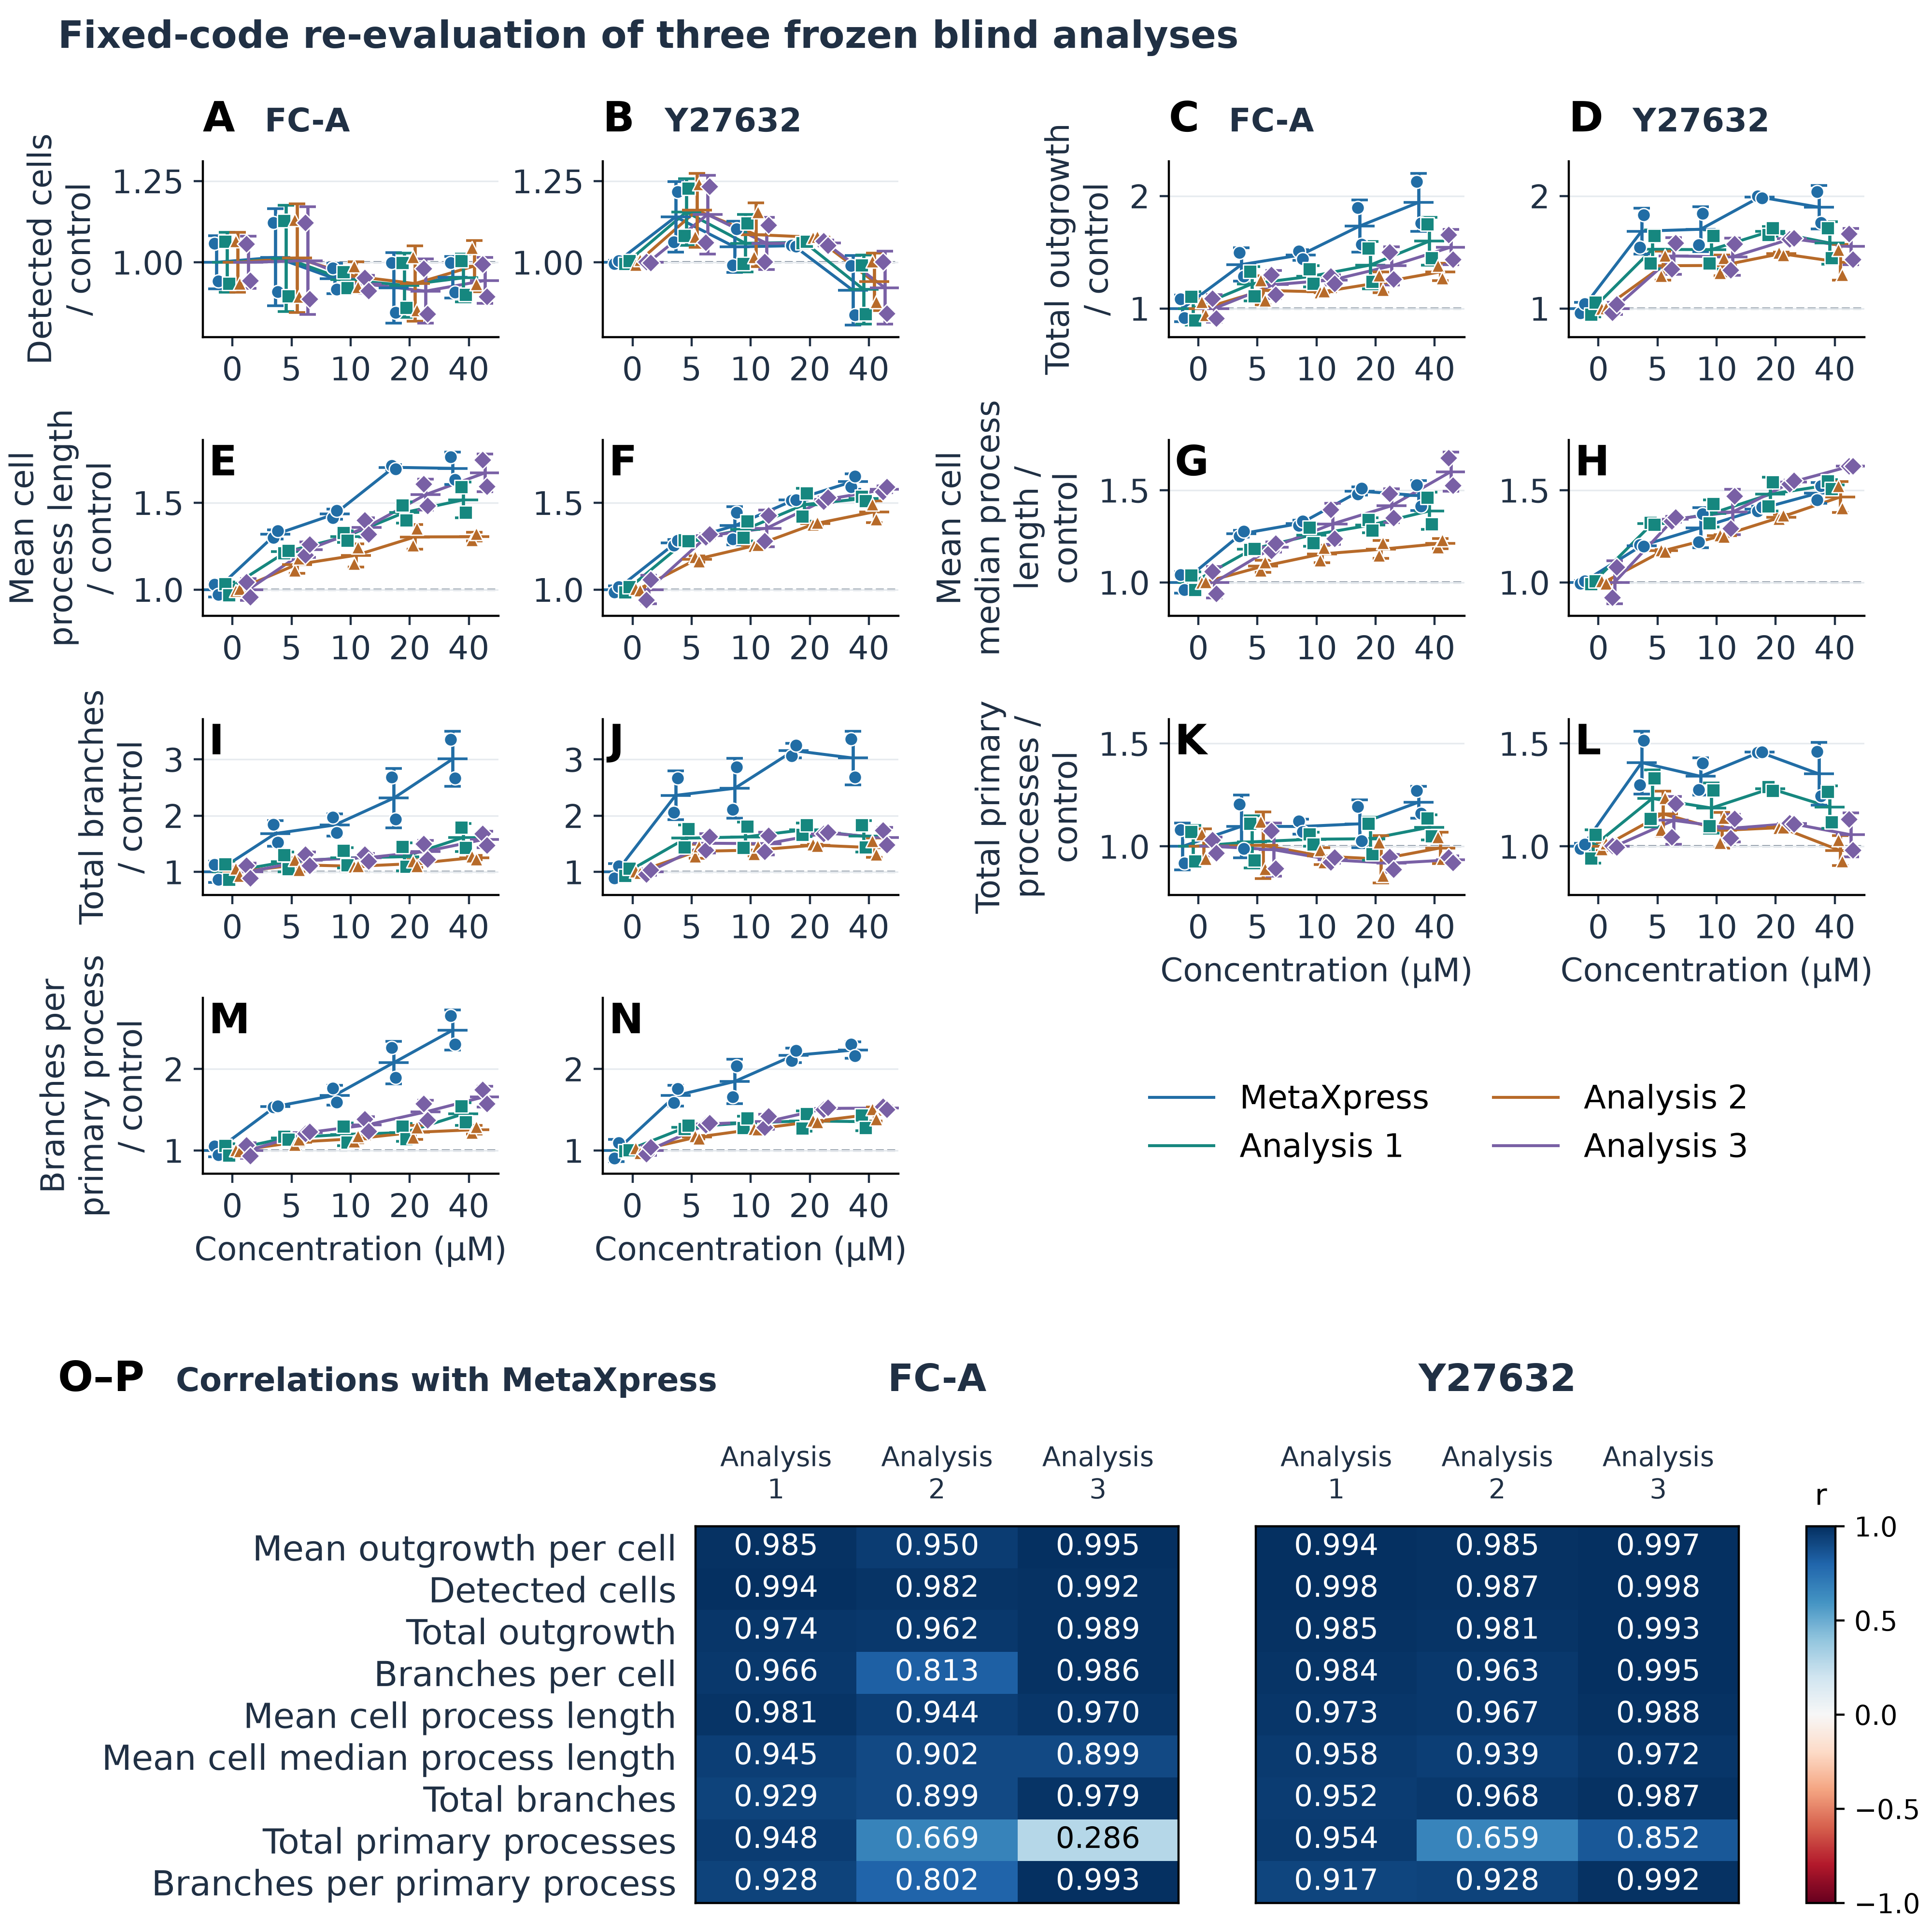 Fixed-code re-evaluation of three frozen blind analyses
A FC-A
B Y27632
C FC-A
D Y27632
Detected cells
/ control
1.25
1.00
0 5 10 20 40
1.25
1.00
0 5 10 20 40
Total outgrowth
/ control
2
1
0 5 10 20 40
2
1
0 5 10 20 40
Mean cell
process length
/ control
E
1.5
1.0
0 5 10 20 40
F
1.5
1.0
0 5 10 20 40
Mean cell
median process
length /
control
G
1.5
1.0
0 5 10 20 40
H
1.5
1.0
0 5 10 20 40
Total branches
/ control
I
3
2
1
0 5 10 20 40
J
3
2
1
0 5 10 20 40
Total primary
processes /
control
K
1.5
1.0
0 5 10 20 40
Concentration (μM)
L
1.5
1.0
0 5 10 20 40
Concentration (μM)
Branches per
primary process
/ control
M
2
1
0 5 10 20 40
Concentration (μM)
N
2
1
0 5 10 20 40
Concentration (μM)
MetaXpress
Analysis 1
Analysis 2
Analysis 3
O–P Correlations with MetaXpress
FC-A
Y27632
Analysis
1
Analysis
2
Analysis
3
Analysis
1
Analysis
2
Analysis
3
r
Mean outgrowth per cell 0.985 0.950 0.995 0.994 0.985 0.997
Detected cells 0.994 0.982 0.992 0.998 0.987 0.998
Total outgrowth 0.974 0.962 0.989 0.985 0.981 0.993
Branches per cell 0.966 0.813 0.986 0.984 0.963 0.995
Mean cell process length 0.981 0.944 0.970 0.973 0.967 0.988
Mean cell median process length 0.945 0.902 0.899 0.958 0.939 0.972
Total branches 0.929 0.899 0.979 0.952 0.968 0.987
Total primary processes 0.948 0.669 0.286 0.954 0.659 0.852
Branches per primary process 0.928 0.802 0.993 0.917 0.928 0.992
1.0
0.5
0.0
−0.5
−1.0